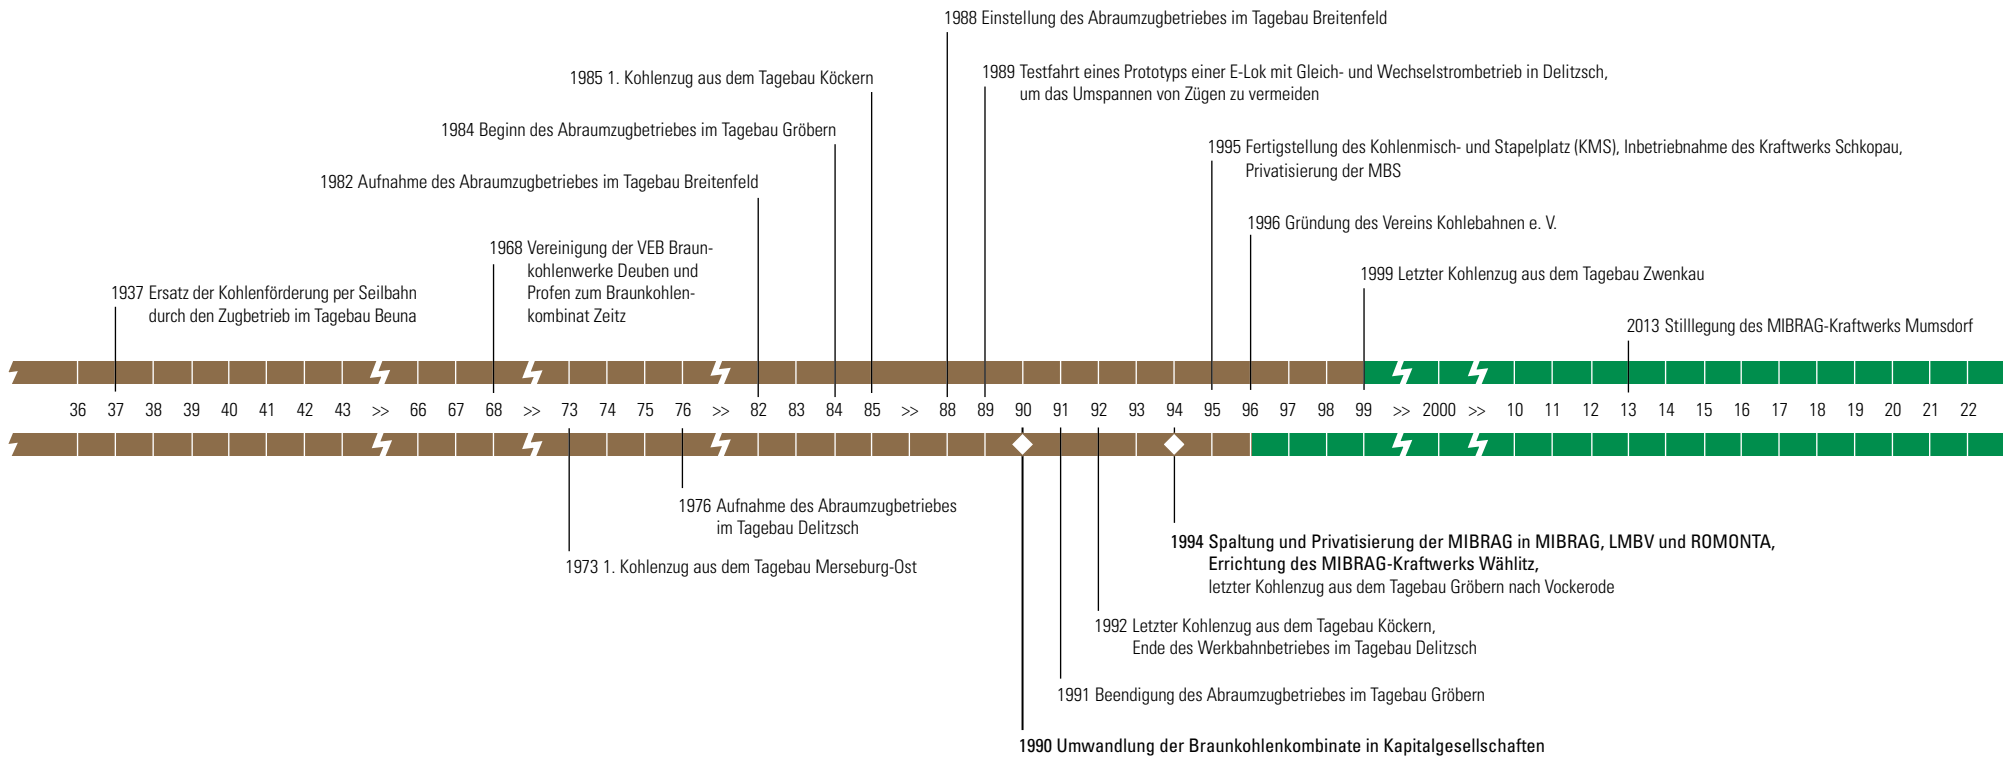 1988 Einstellung des Abraumzugbetriebes im Tagebau Breitenfeld
1985 1. Kohlenzug aus dem Tagebau Köckern
1989 Testfahrt eines Prototyps einer E-Lok mit Gleich- und Wechselstrombetrieb in Delitzsch,
um das Umspannen von Zügen zu vermeiden
1984 Beginn des Abraumzugbetriebes im Tagebau Gröbern
1995 Fertigstellung des Kohlenmisch- und Stapelplatz (KMS), Inbetriebnahme des Kraftwerks Schkopau,
Privatisierung der MBS
1982 Aufnahme des Abraumzugbetriebes im Tagebau Breitenfeld
1996 Gründung des Vereins Kohlebahnen e. V.
1968 Vereinigung der VEB Braun-
kohlenwerke Deuben und
Profen zum Braunkohlen-
kombinat Zeitz
1999 Letzter Kohlenzug aus dem Tagebau Zwenkau
1937 Ersatz der Kohlenförderung per Seilbahn
durch den Zugbetrieb im Tagebau Beuna
2013 Stilllegung des MIBRAG-Kraftwerks Mumsdorf
36 37 38 39 40 41 42 43 >> 66 67 68 >> 73 74 75 76 >> 82 83 84 85 >> 88 89 90 91 92 93 94 95 96 97 98 99 >> 2000 >> 10 11 12 13 14 15 16 17 18 19 20 21 22
1976 Aufnahme des Abraumzugbetriebes
im Tagebau Delitzsch
1973 1. Kohlenzug aus dem Tagebau Merseburg-Ost
1994 Spaltung und Privatisierung der MIBRAG in MIBRAG, LMBV und ROMONTA,
Errichtung des MIBRAG-Kraftwerks Wählitz,
letzter Kohlenzug aus dem Tagebau Gröbern nach Vockerode
1992 Letzter Kohlenzug aus dem Tagebau Köckern,
Ende des Werkbahnbetriebes im Tagebau Delitzsch
1991 Beendigung des Abraumzugbetriebes im Tagebau Gröbern
1990 Umwandlung der Braunkohlenkombinate in Kapitalgesellschaften